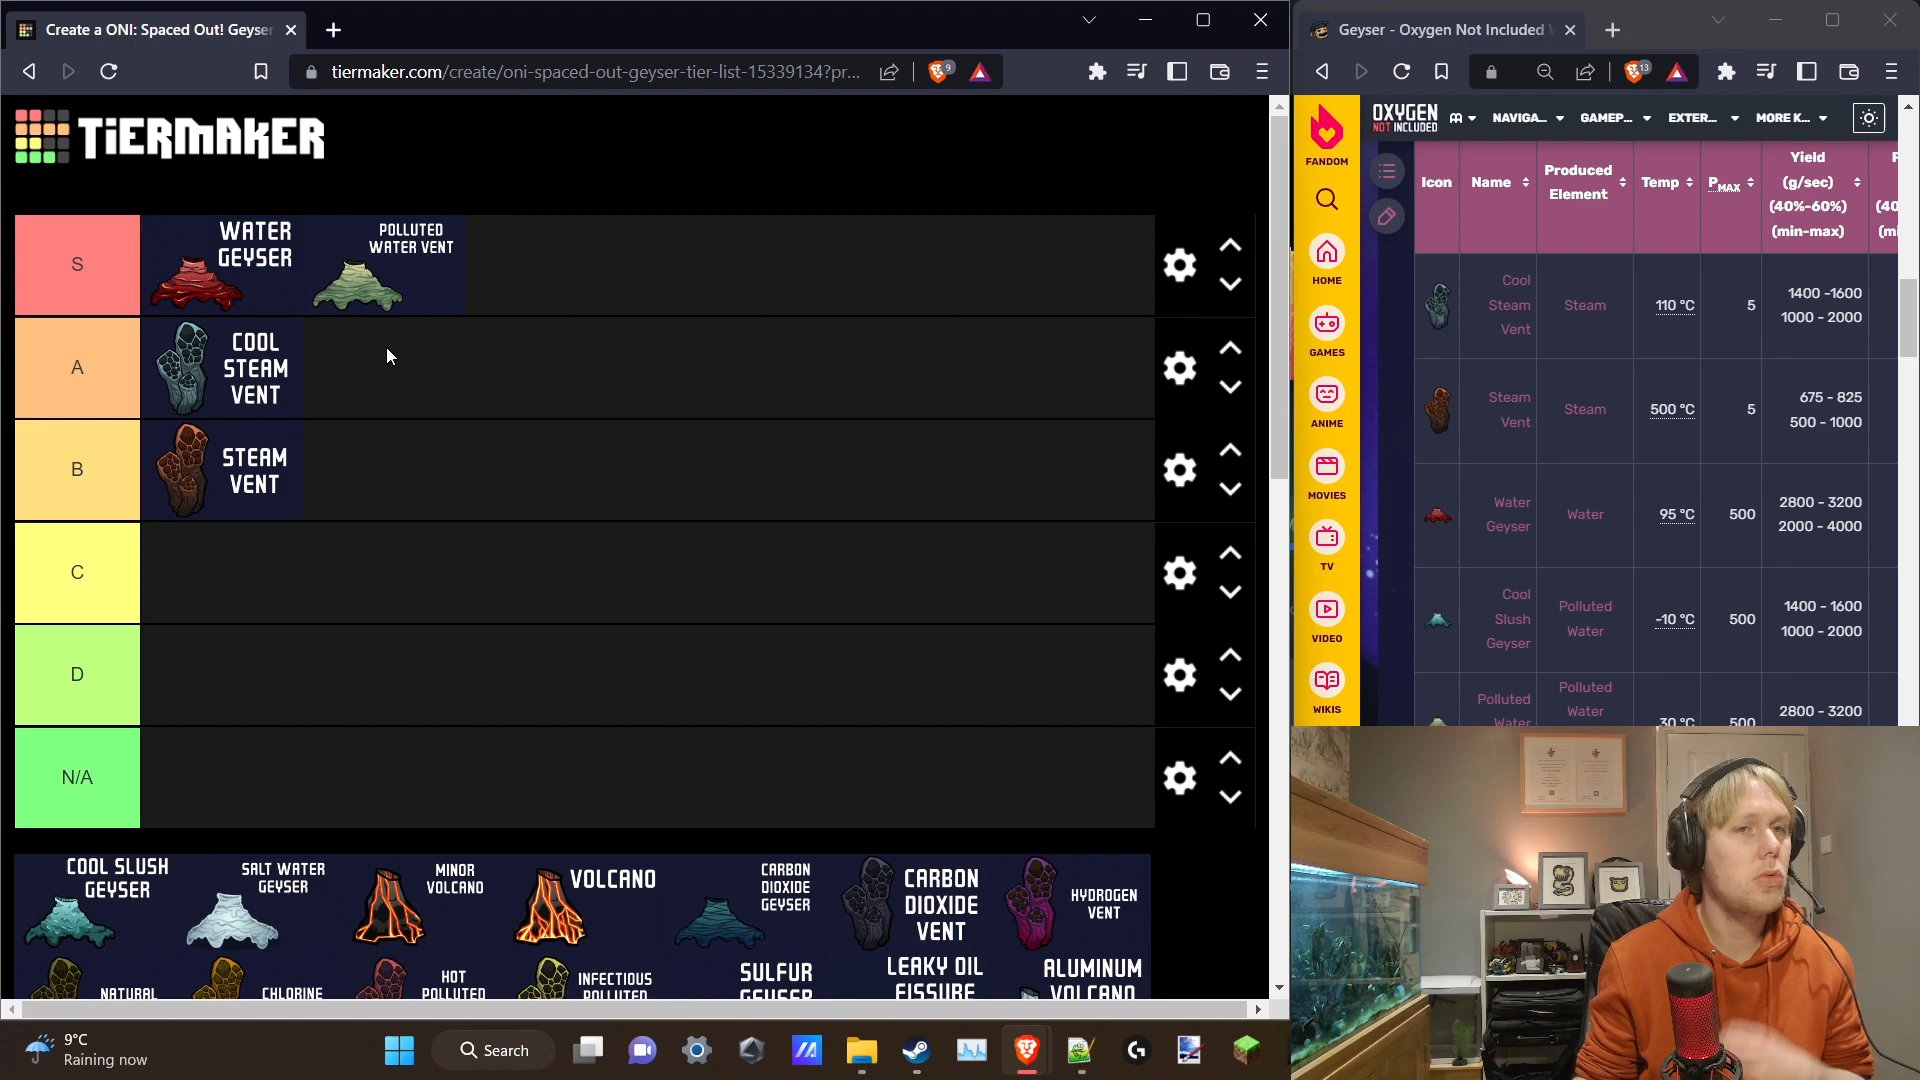 Create a ONI: Spaced Out! Geyser
tiermaker.com/create/oni-spaced-out-geyser-tier-list-15339134?pr...
9
TIERMAKER
S
WATER
GEYSER
POLLUTED
WATER VENT
A
COOL
STEAM
VENT
B
STEAM
VENT
C
D
N/A
COOL SLUSH
GEYSER
SALT WATER
GEYSER
MINOR
VOLCANO
VOLCANO
CARBON
DIOXIDE
GEYSER
CARBON
DIOXIDE
VENT
HYDROGEN
VENT
NATURAL
CHLORINE
HOT
POLLUTED
INFECTIOUS
POLLUTED
SULFUR
GEYSER
LEAKY OIL
FISSURE
ALUMINUM
VOLCANO
Geyser - Oxygen Not Included
13
FANDOM
HOME
GAMES
ANIME
MOVIES
TV
VIDEO
WIKIS
OXYGEN
NOT INCLUDED
NAVIGA...
GAMEP...
EXTER...
MORE K...
Icon
Name
Produced
Element
Temp
PMAX
Yield
(g/sec)
(40%-60%)
(min-max)
Cool
Steam
Vent
Steam
110 °C
5
1400 -1600
1000 - 2000
Steam
Vent
Steam
500 °C
5
675 - 825
500 - 1000
Water
Geyser
Water
95 °C
500
2800 - 3200
2000 - 4000
Cool
Slush
Geyser
Polluted
Water
-10 °C
500
1400 - 1600
1000 - 2000
Polluted
Water
Polluted
Water
30 °C
500
2800 - 3200
9°C
Raining now
Search